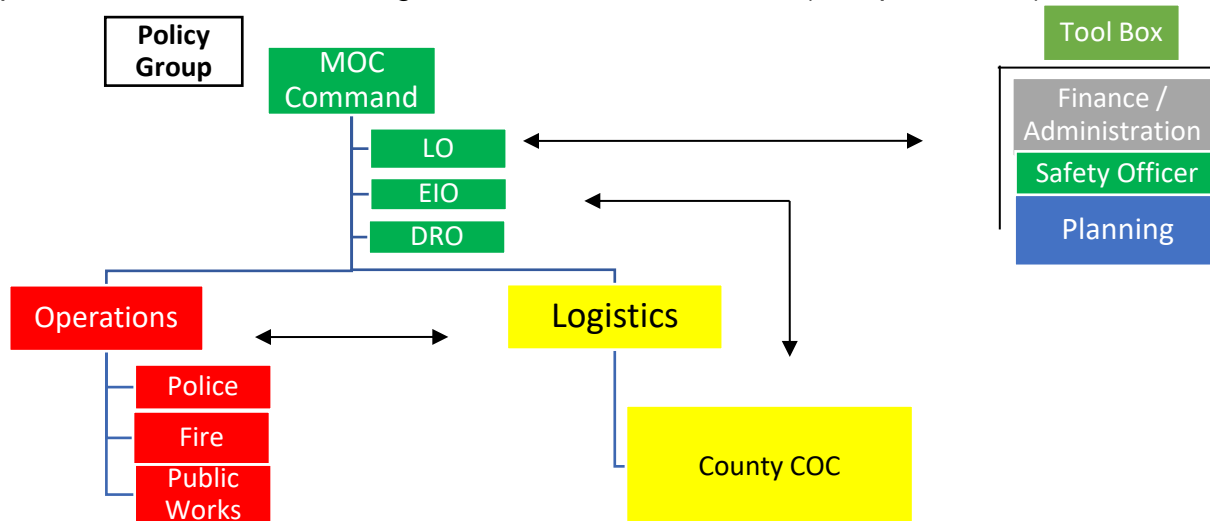 Policy
Group
MOC
Command
LO
EIO
DRO
Tool Box
Finance /
Administration
Safety Officer
Planning
Operations
Logistics
Police
Fire
Public
Works
County COC